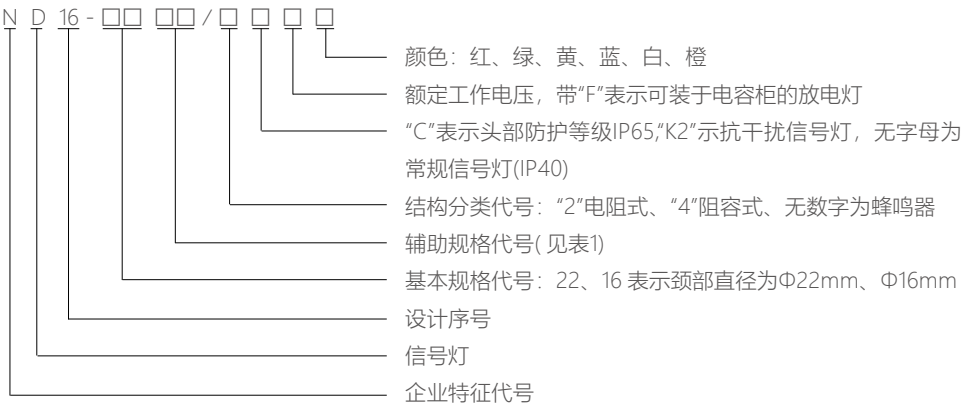 N D 16 - □□ □□ / □ □ □ □
颜色：红、绿、黄、蓝、白、橙
额定工作电压，带“F”表示可装于电容柜的放电灯
“C”表示头部防护等级IP65,“K2”示抗干扰信号灯，无字母为
常规信号灯(IP40)
结构分类代号：“2”电阻式、“4”阻容式、无数字为蜂鸣器
辅助规格代号( 见表1)
基本规格代号：22、16 表示颈部直径为Φ22mm、Φ16mm
设计序号
信号灯
企业特征代号